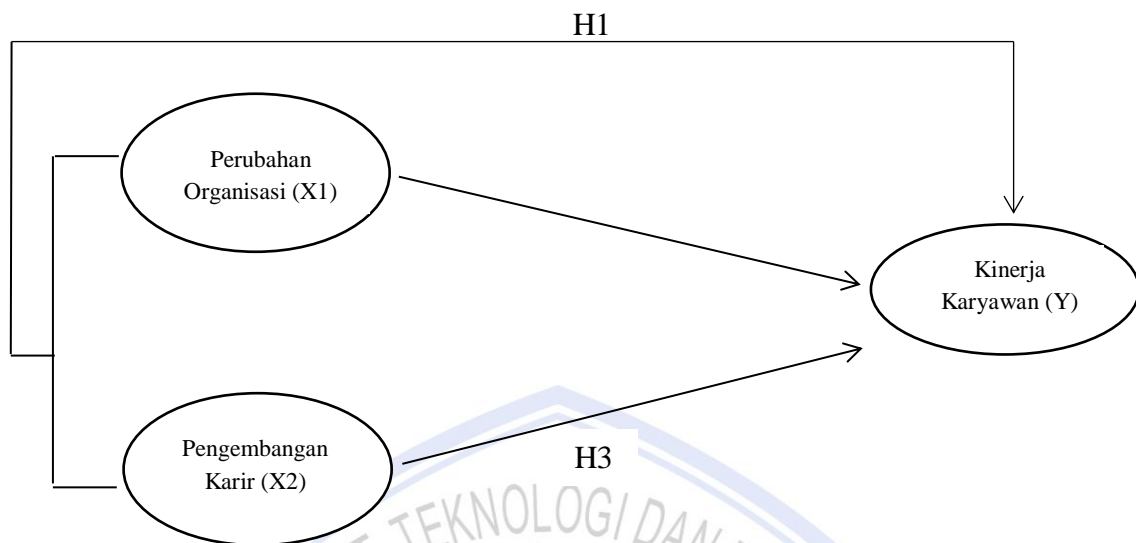 H1
Perubahan
Organisasi (X1)
Kinerja
Karyawan (Y)
Pengembangan
Karir (X2)
H3
TEKNOLOGI DAN